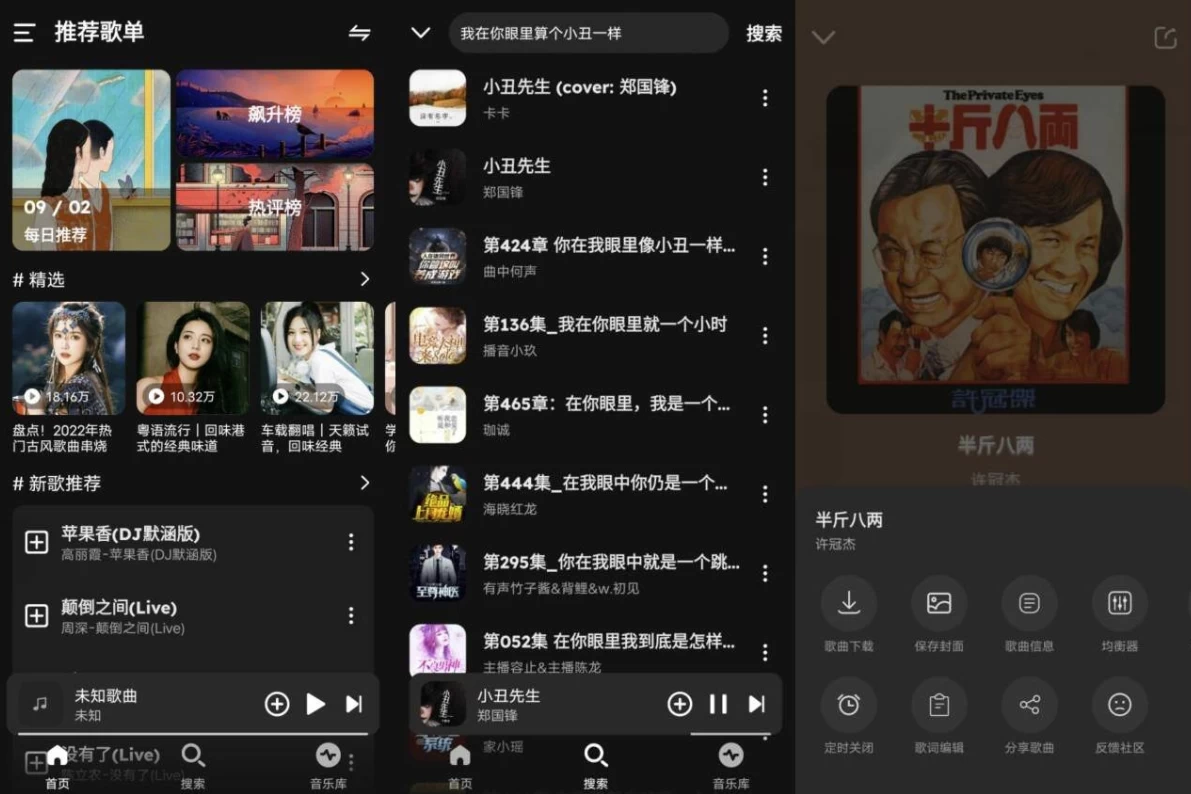 推荐歌单
09 / 02
每日推荐
飙升榜
热评榜
# 精选
18.16万
10.32万
22.12万
盘点！2022年热
门古风歌曲串烧
粤语流行｜回味港
式的经典味道
车载翻唱｜天籁试
音，回味经典
学
你
# 新歌推荐
苹果香(DJ默涵版)
高丽霞-苹果香(DJ默涵版)
颠倒之间(Live)
周深-颠倒之间(Live)
未知歌曲
未知
没有了(Live)
陈立农-没有了(Live)
首页
搜索
音乐库
我在你眼里算个小丑一样
搜索
小丑先生 (cover: 郑国锋)
卡卡
小丑先生
郑国锋
第424章 你在我眼里像小丑一样...
曲中何声
第136集_我在你眼里就一个小时
播音小玖
第465章：在你眼里，我是一个...
珈诚
第444集_在我眼中你仍是一个...
海晓红龙
第295集_你在我眼中就是一个跳...
有声竹子酱&背鲤&w.初见
至尊神医
第052集 在你眼里我到底是怎样...
主播容止&主播陈龙
小丑先生
郑国锋
系统
家小瑶
首页
搜索
音乐库
The Private Eyes
半斤八両
許冠傑
半斤八两
许冠杰
半斤八两
许冠杰
歌曲下载
保存封面
歌曲信息
均衡器
定时关闭
歌词编辑
分享歌曲
反馈社区